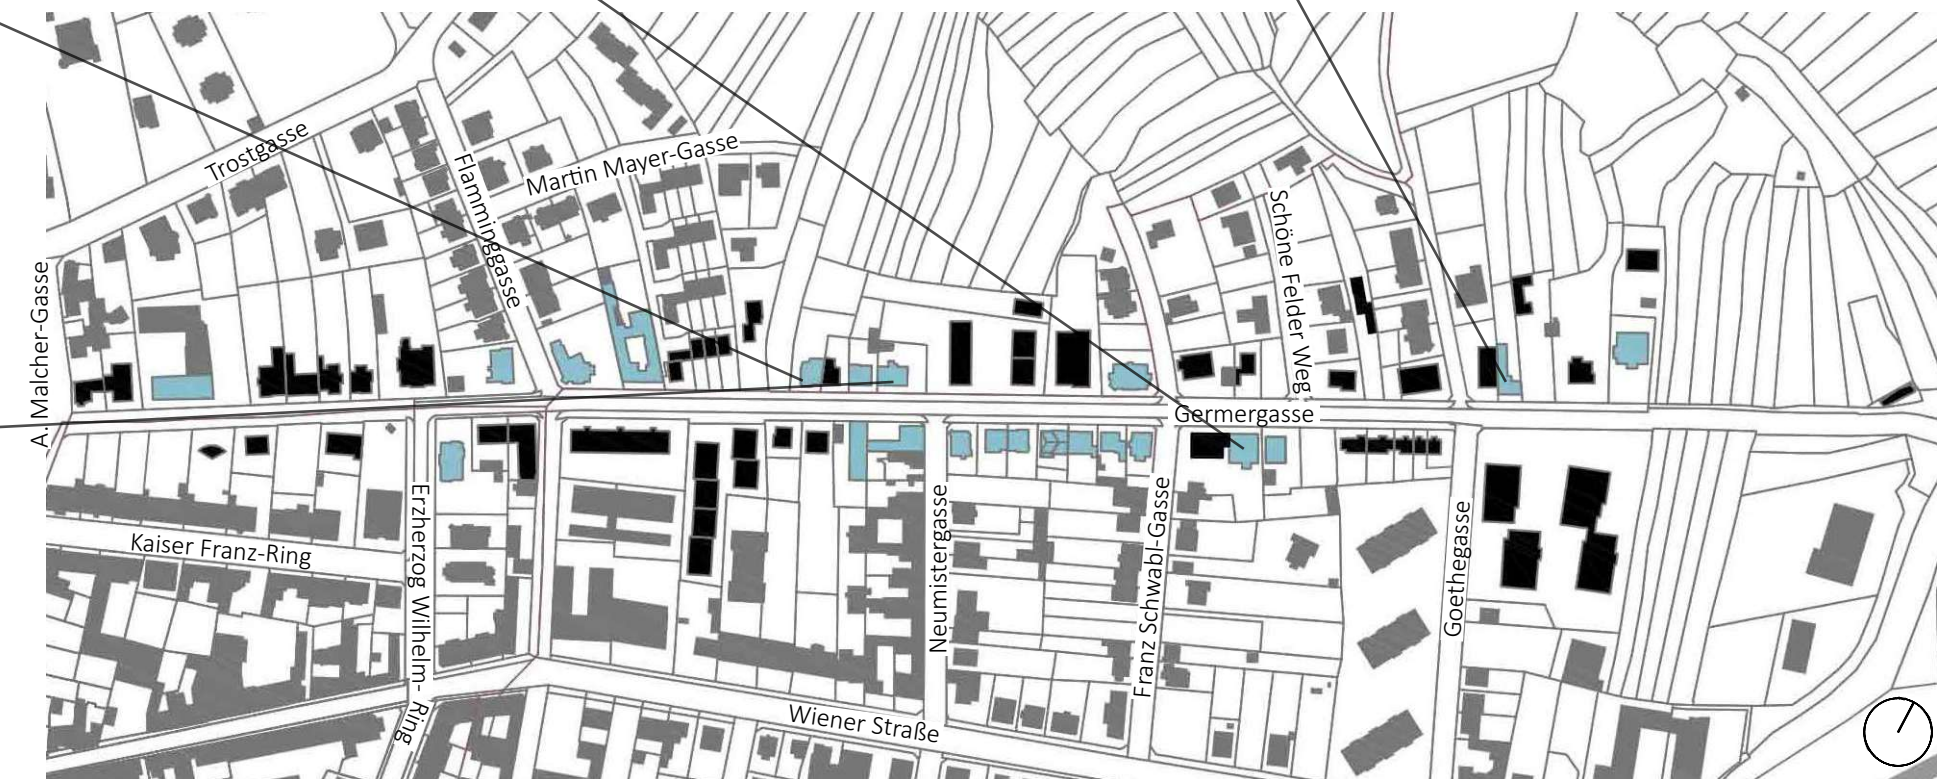 Trostgasse
Flamminggasse
Martin Mayer-Gasse
Schöne Felder Weg
A. Malcher-Gasse
Germergasse
Erzherzog Wilhelm- Ring
Kaiser Franz-Ring
Neumistergasse
Franz Schwabl-Gasse
Goethegasse
Wiener Straße